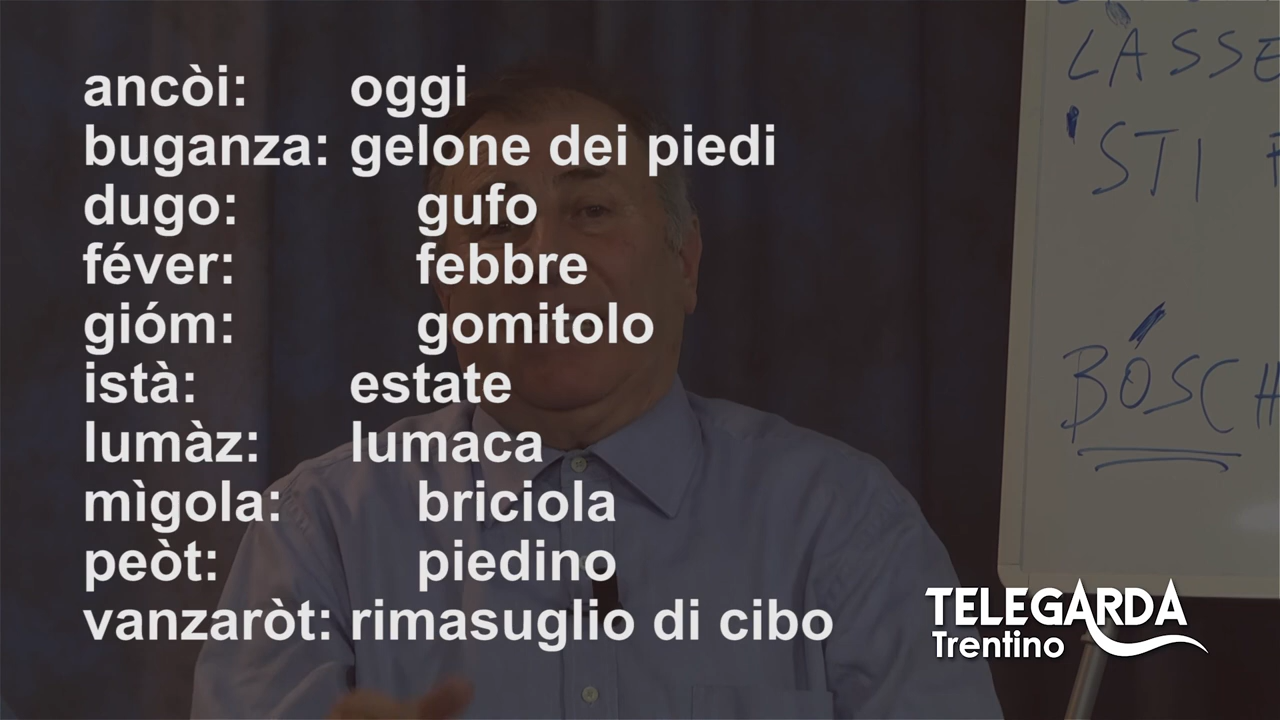 ancòi: oggi
buganza: gelone dei piedi
dugo: gufo
féver: febbre
gióm: gomitolo
istà: estate
lumàz: lumaca
mìgola: briciola
peòt: piedino
vanzaròt: rimasuglio di cibo
LASSE
'STI
BÓSCH
TELEGARDA
Trentino